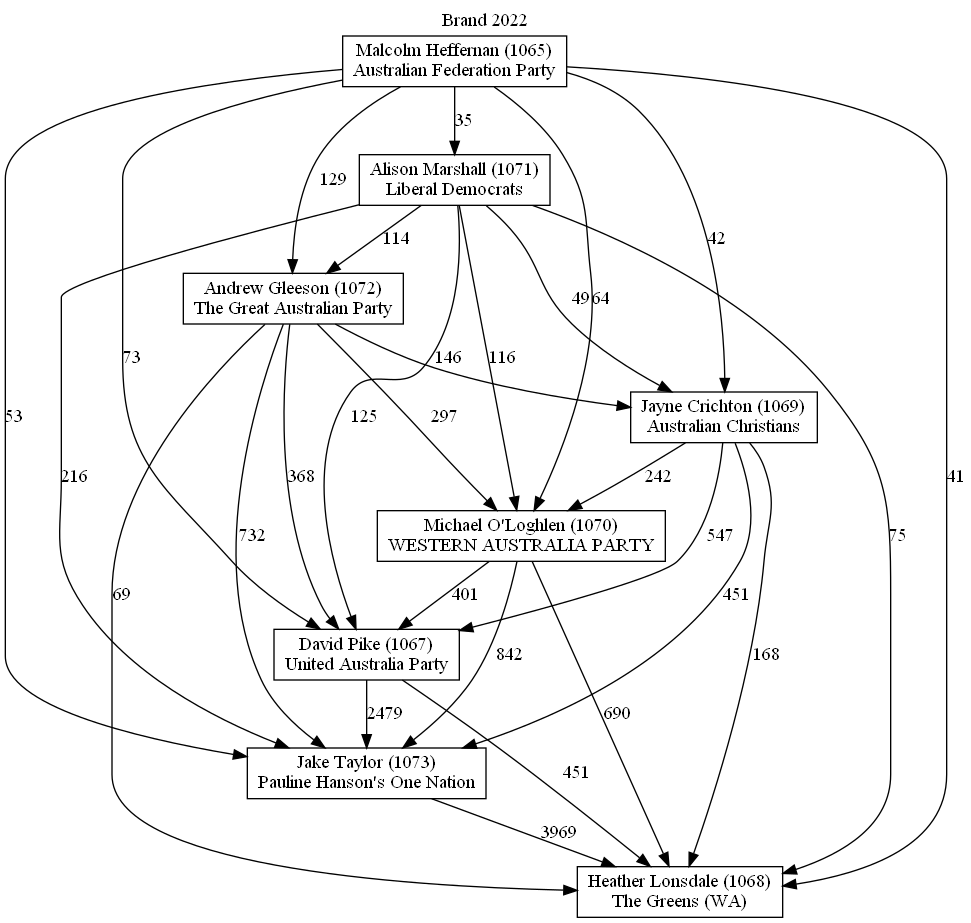 Brand 2022
Malcolm Heffernan (1065)
Australian Federation Party
35
Alison Marshall (1071)
Liberal Democrats
129
42
114
Andrew Gleeson (1072)
The Great Australian Party
49
64
73
146
116
Jayne Crichton (1069)
Australian Christians
53
125
297
216
368
242
41
Michael O'Loghlen (1070)
WESTERN AUSTRALIA PARTY
732
547
75
69
401
451
David Pike (1067)
United Australia Party
842
168
2479
690
Jake Taylor (1073)
Pauline Hanson's One Nation
451
3969
Heather Lonsdale (1068)
The Greens (WA)